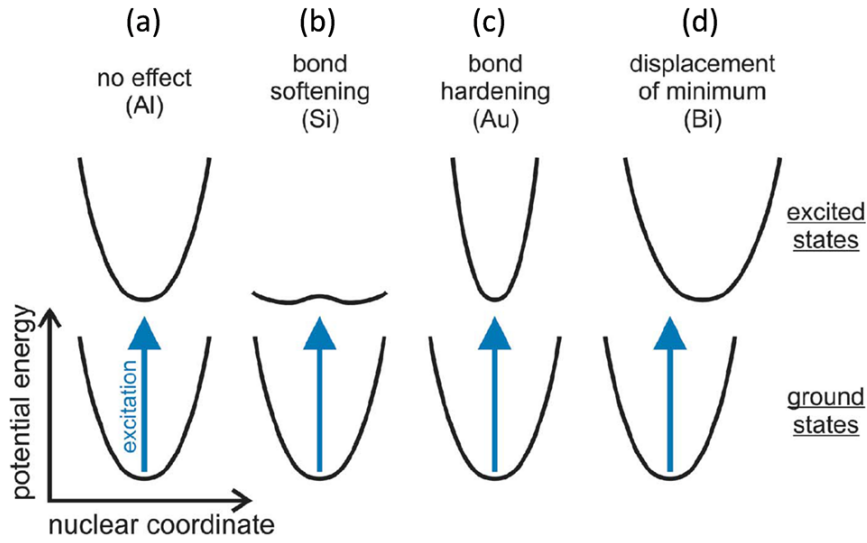 (a)
no effect
(Al)
(b)
bond
softening
(Si)
(c)
bond
hardening
(Au)
(d)
displacement
of minimum
(Bi)
excited
states
potential energy
excitation
ground
states
nuclear coordinate